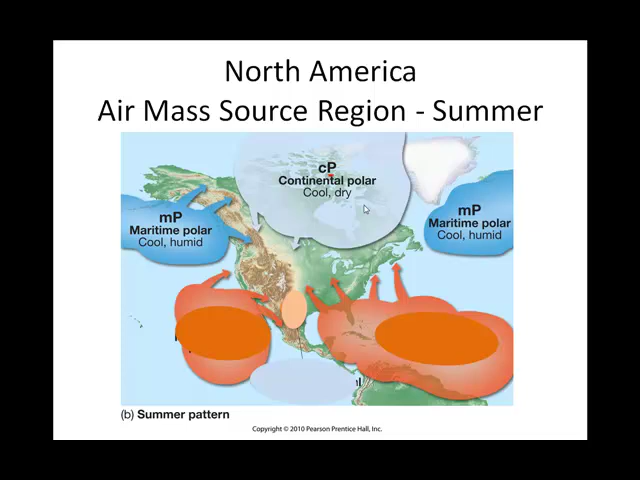 North America
Air Mass Source Region - Summer
cP
Continental polar
Cool, dry
mP
Maritime polar
Cool, humid
mP
Maritime polar
Cool, humid
(b) Summer pattern
Copyright © 2010 Pearson Prentice Hall, Inc.